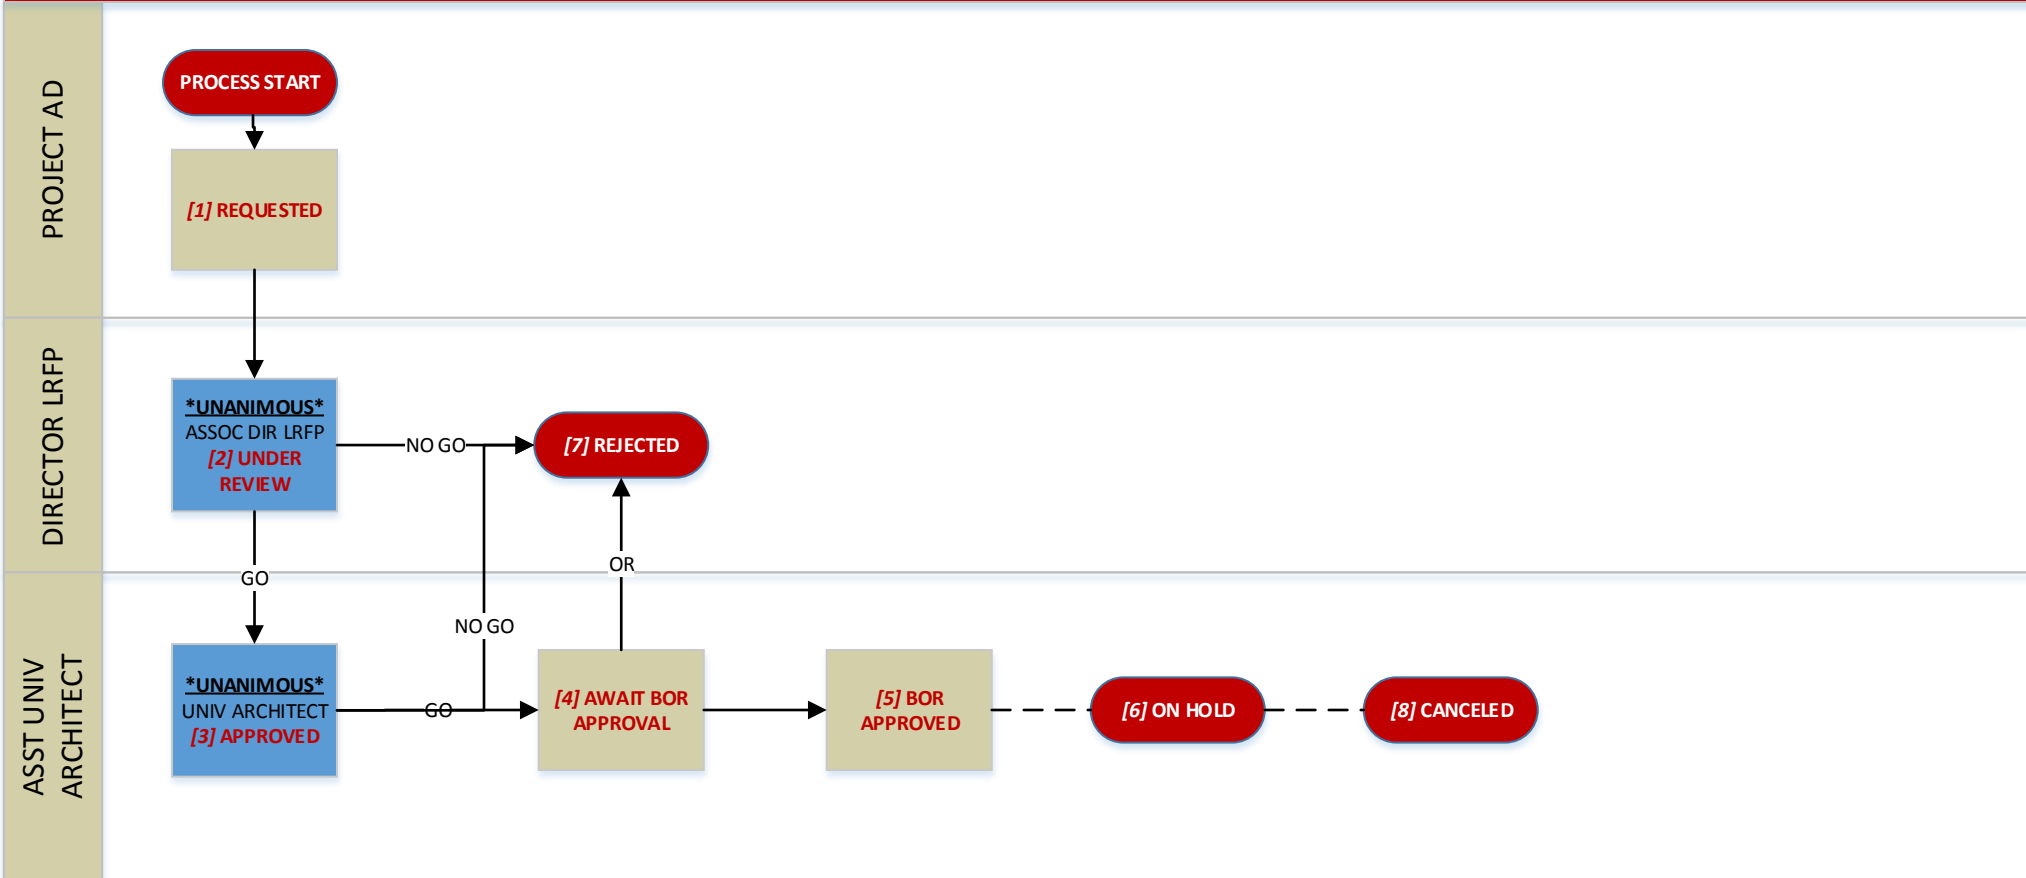 PROJECT AD
PROCESS START
[1] REQUESTED
DIRECTOR LRFP
*UNANIMOUS*
ASSOC DIR LRFP
[2] UNDER
REVIEW
NO GO
[7] REJECTED
GO
OR
NO GO
ASST UNIV
ARCHITECT
*UNANIMOUS*
UNIV ARCHITECT
[3] APPROVED
GO
[4] AWAIT BOR
APPROVAL
[5] BOR
APPROVED
[6] ON HOLD
[8] CANCELED